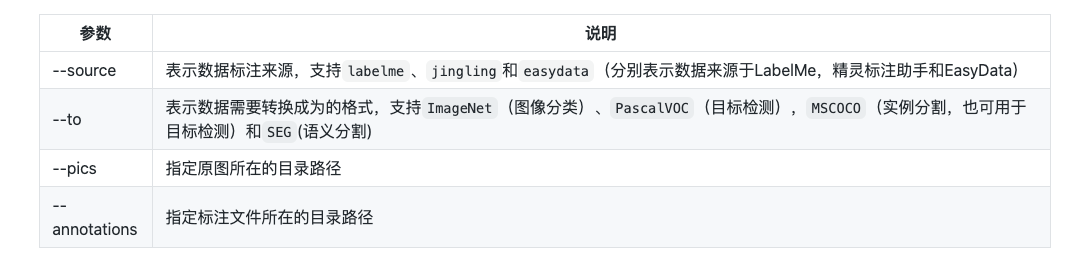 参数 说明
--source 表示数据标注来源，支持 labelme 、 jingling 和 easydata （分别表示数据来源于LabelMe，精灵标注助手和EasyData）
--to 表示数据需要转换成为的格式，支持 ImageNet （图像分类）、 PascalVOC （目标检测）， MSCOCO （实例分割，也可用于
目标检测）和 SEG (语义分割)
--pics 指定原图所在的目录路径
--
annotations 指定标注文件所在的目录路径